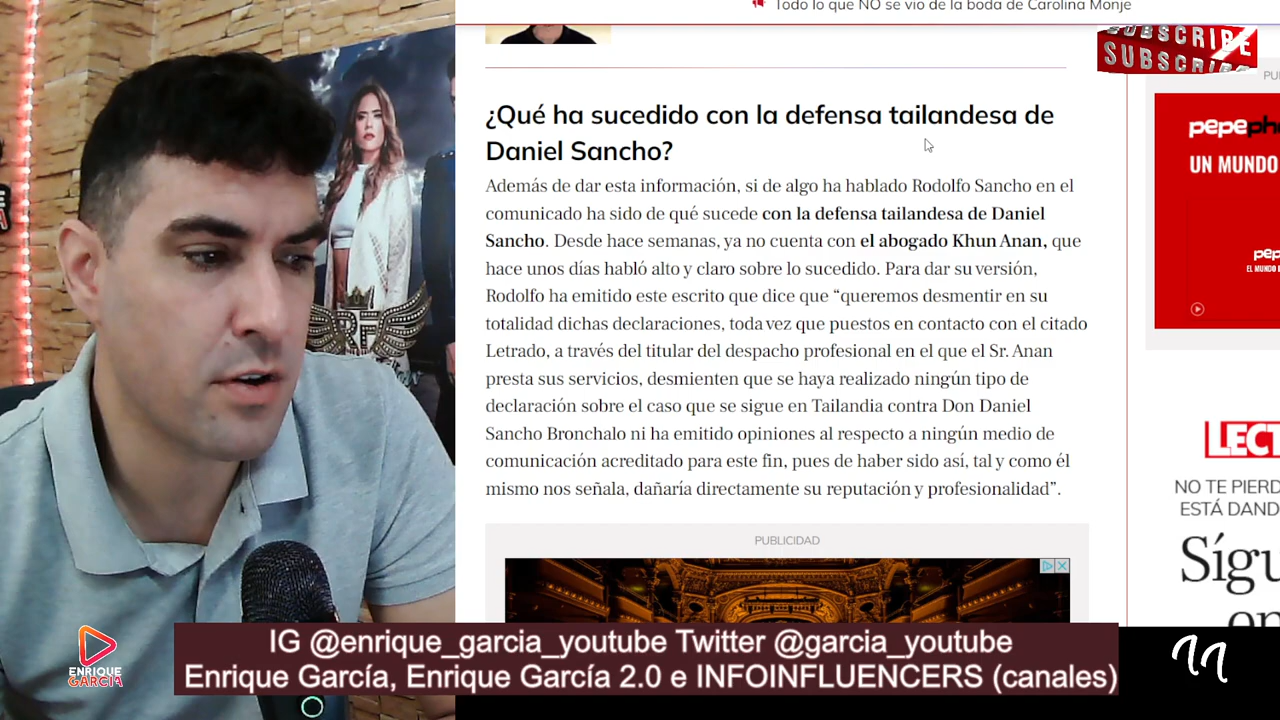 Todo lo que NO se vio de la boda de Carolina Monje
SUBSCRIBE
SUBSCRIBE
¿Qué ha sucedido con la defensa tailandesa de
Daniel Sancho?
Además de dar esta información, si de algo ha hablado Rodolfo Sancho en el
comunicado ha sido de qué sucede con la defensa tailandesa de Daniel
Sancho. Desde hace semanas, ya no cuenta con el abogado Khun Anan, que
hace unos días habló alto y claro sobre lo sucedido. Para dar su versión,
Rodolfo ha emitido este escrito que dice que “queremos desmentir en su
totalidad dichas declaraciones, toda vez que puestos en contacto con el citado
Letrado, a través del titular del despacho profesional en el que el Sr. Anan
presta sus servicios, desmienten que se haya realizado ningún tipo de
declaración sobre el caso que se sigue en Tailandia contra Don Daniel
Sancho Bronchalo ni ha emitido opiniones al respecto a ningún medio de
comunicación acreditado para este fin, pues de haber sido así, tal y como él
mismo nos señala, dañaría directamente su reputación y profesionalidad”.
PUBLICIDAD
PU
pepepho
UN MUNDO
pep
EL MUNDO
LECT
NO TE PIERD
ESTÁ DAND
Sígu
en
RF
IG @enrique_garcia_youtube Twitter @garcia_youtube
Enrique García, Enrique García 2.0 e INFOINFLUENCERS (canales)
ENRIQUE
GARCÍA